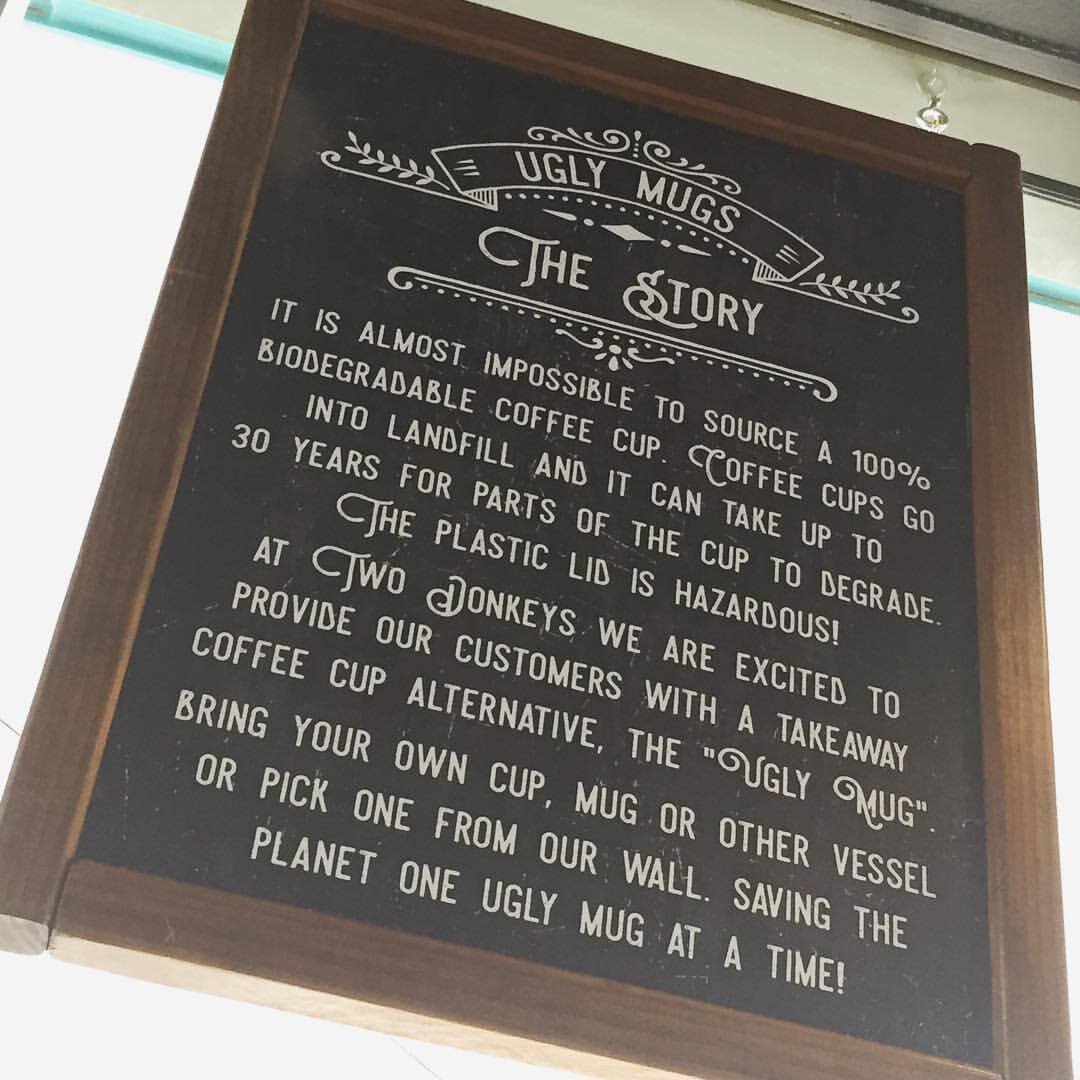 UGLY MUGS
The Story
IT IS ALMOST IMPOSSIBLE TO SOURCE A 100%
BIODEGRADABLE COFFEE CUP. COFFEE CUPS GO
INTO LANDFILL AND IT CAN TAKE UP TO
30 YEARS FOR PARTS OF THE CUP TO DEGRADE.
THE PLASTIC LID IS HAZARDOUS!
AT TWO DONKEYS WE ARE EXCITED TO
PROVIDE OUR CUSTOMERS WITH A TAKEAWAY
COFFEE CUP ALTERNATIVE, THE "UGLY MUG".
BRING YOUR OWN CUP, MUG OR OTHER VESSEL
OR PICK ONE FROM OUR WALL. SAVING THE
PLANET ONE UGLY MUG AT A TIME!